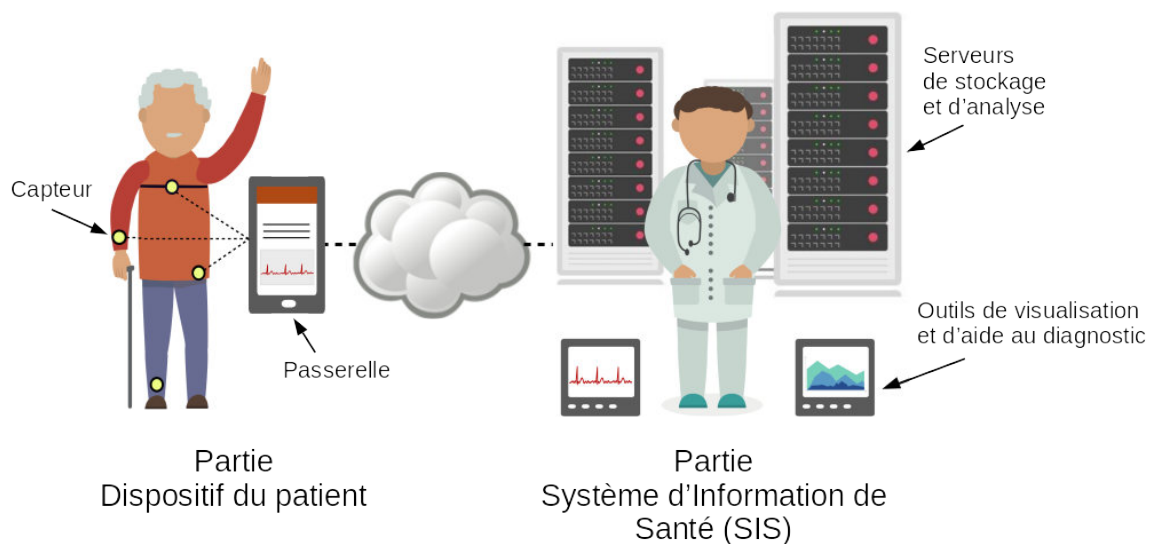 Capteur
Passerelle
Partie
Dispositif du patient
Serveurs
de stockage
et d'analyse
Outils de visualisation
et d'aide au diagnostic
Partie
Système d'Information de
Santé (SIS)